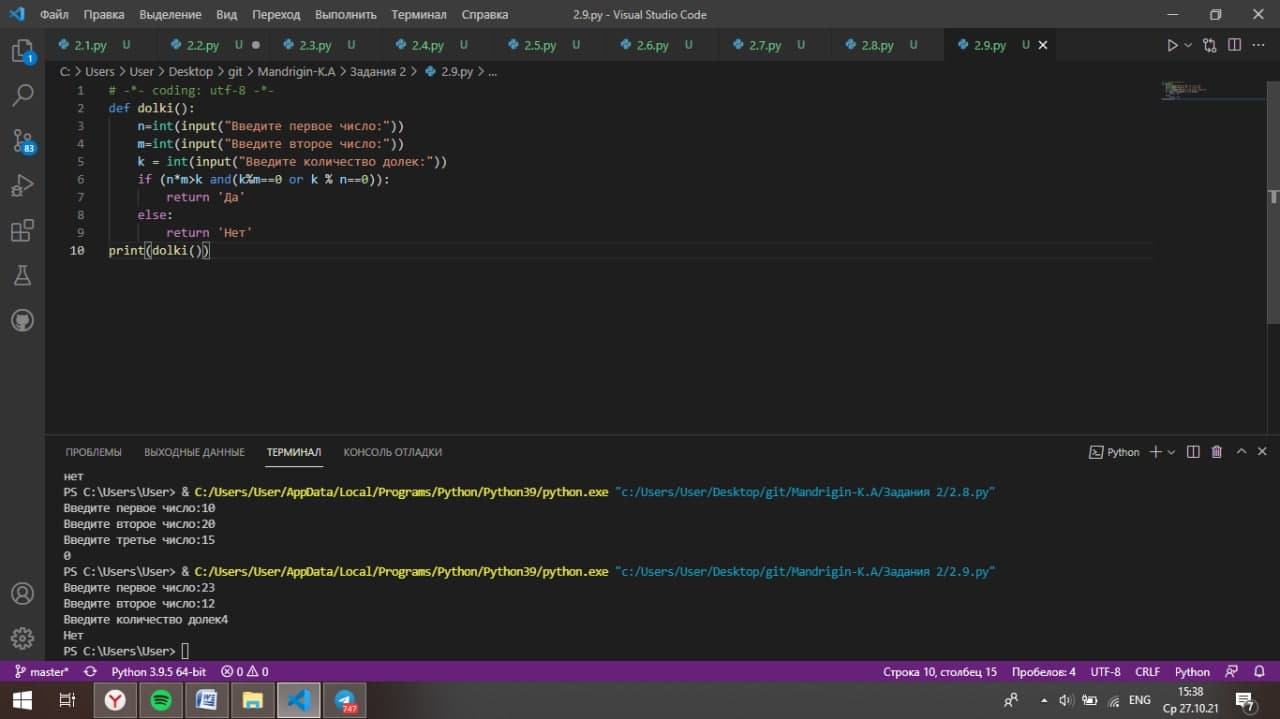 Файл Правка Выделение Вид Переход Выполнить Терминал Справка 2.9.py - Visual Studio Code
2.1.py U 2.2.py U 2.3.py U 2.4.py U 2.5.py U 2.6.py U 2.7.py U 2.8.py U 2.9.py U
C: > Users > User > Desktop > git > Mandrigin-K.A > Задания 2 > 2.9.py > ...
1 # -*- coding: utf-8 -*-
2 def dolki():
3 n=int(input("Введите первое число:"))
4 m=int(input("Введите второе число:"))
5 k = int(input("Введите количество долек:"))
6 if (n*m>k and(k%m==0 or k % n==0)):
7 return 'Да'
8 else:
9 return 'Нет'
10 print(dolki())
1
83
ПРОБЛЕМЫ ВЫХОДНЫЕ ДАННЫЕ ТЕРМИНАЛ КОНСОЛЬ ОТЛАДКИ Python
нет
PS C:\Users\User> & C:/Users/User/AppData/Local/Programs/Python/Python39/python.exe "c:/Users/User/Desktop/git/Mandrigin-K.A/Задания 2/2.8.py"
Введите первое число:10
Введите второе число:20
Введите третье число:15
0
PS C:\Users\User> & C:/Users/User/AppData/Local/Programs/Python/Python39/python.exe "c:/Users/User/Desktop/git/Mandrigin-K.A/Задания 2/2.9.py"
Введите первое число:23
Введите второе число:12
Введите количество долек4
Нет
PS C:\Users\User>
master* Python 3.9.5 64-bit 0 0 Строка 10, столбец 15 Пробелов: 4 UTF-8 CRLF Python
747 ENG 15:38 7
Ср 27.10.21